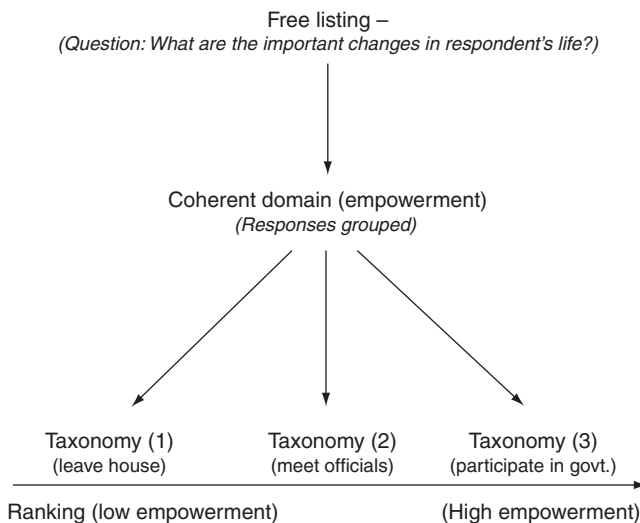 Free listing –
(Question: What are the important changes in respondent's life?)
Coherent domain (empowerment)
(Responses grouped)
Taxonomy (1) Taxonomy (2) Taxonomy (3)
(leave house) (meet officials) (participate in govt.)
Ranking (low empowerment) (High empowerment)